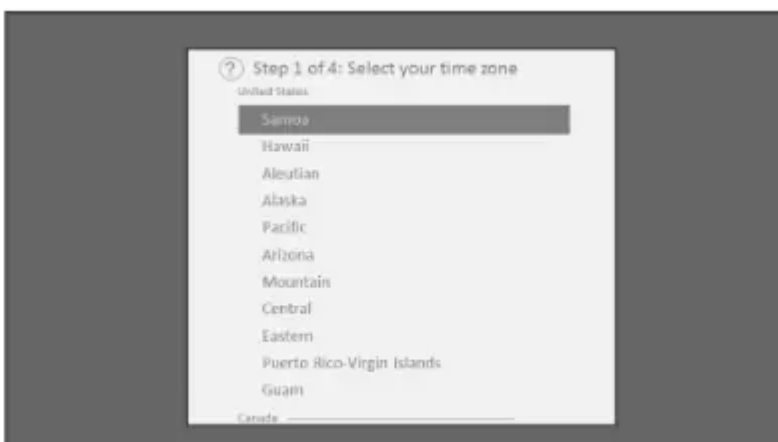 ? Step 1 of 4: Select your time zone
United States
Samoa
Hawaii
Aleutian
Alaska
Pacific
Arizona
Mountain
Central
Eastern
Puerto Rico-Virgin Islands
Guam
Canada